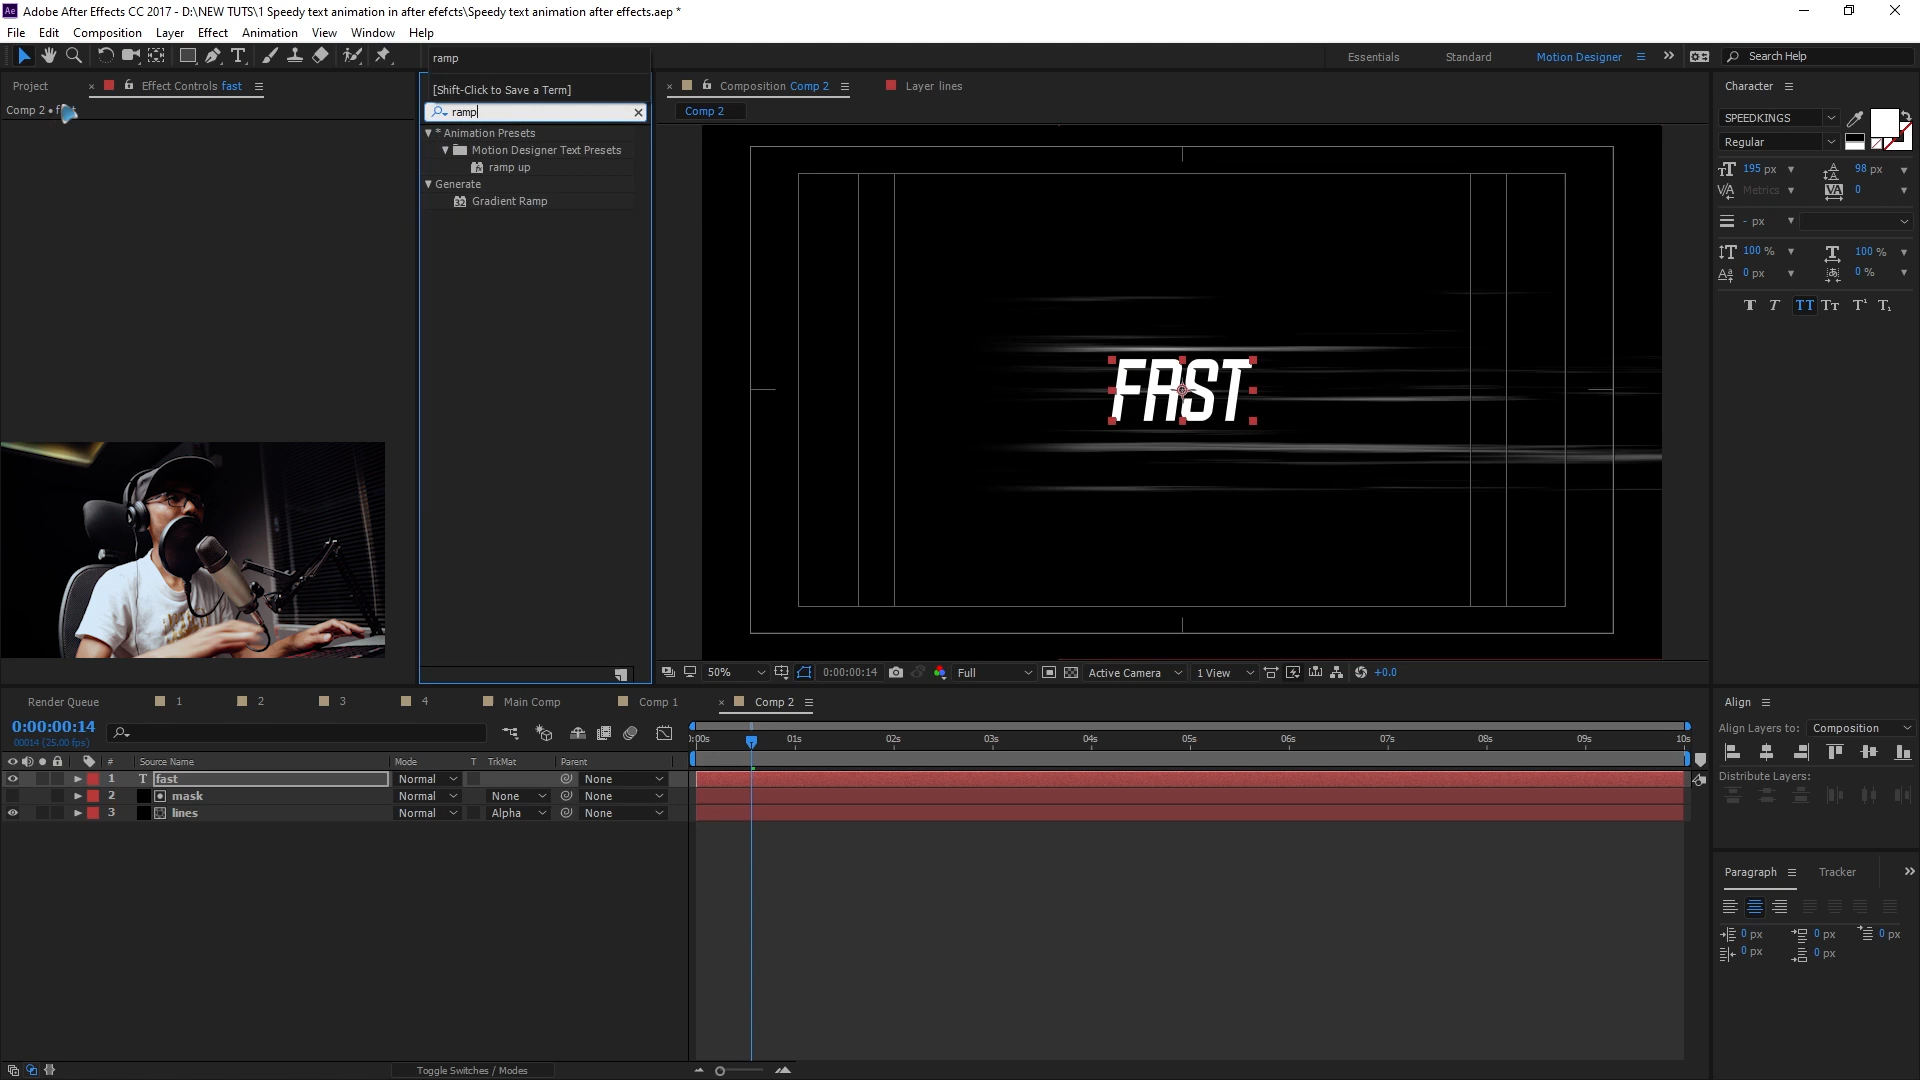 Ae Adobe After Effects CC 2017 - D:\NEW TUTS\1 Speedy text animation in after efefcts\Speedy text animation after effects.aep *
File Edit Composition Layer Effect Animation View Window Help
ramp
Essentials Standard Motion Designer Search Help
Project Effect Controls fast
[Shift-Click to Save a Term]
Composition Comp 2 Layer lines
Character
Comp 2 •
ramp
Comp 2
SPEEDKINGS
* Animation Presets
Regular
Motion Designer Text Presets
ramp up
195 px 98 px
Generate
Metrics 0
Gradient Ramp
- px
100 % 100 %
0 px 0 %
FAST
50% 0:00:00:14 Full Active Camera 1 View +0.0
Render Queue 1 2 3 4 Main Comp Comp 1 Comp 2
Align
0:00:00:14
00014 (25.00 fps)
Align Layers to: Composition
:00s 01s 02s 03s 04s 05s 06s 07s 08s 09s 10s
# Source Name Mode T TrkMat Parent
1 T fast Normal None
2 mask Normal None None
3 lines Normal Alpha None
Distribute Layers:
Paragraph Tracker
0 px 0 px 0 px
0 px 0 px
Toggle Switches / Modes